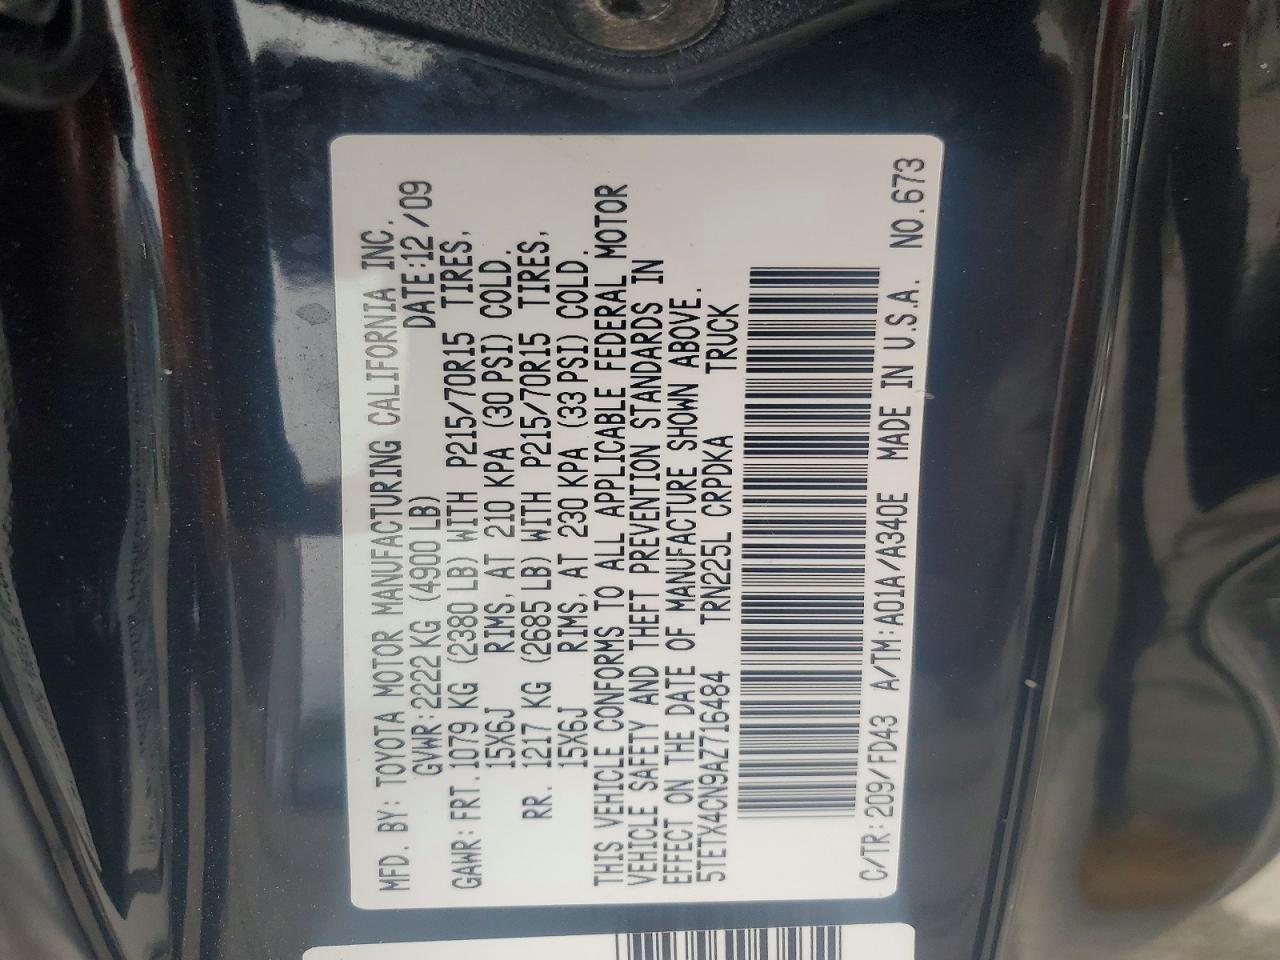 MFD. BY: TOYOTA MOTOR MANUFACTURING CALIFORNIA INC.
GVWR: 2222 KG (4900 LB) DATE: 12/09
GAWR: FRT. 1079 KG (2380 LB) WITH P215/70R15 TIRES,
15X6J RIMS, AT 210 KPA (30 PSI) COLD.
RR. 1217 KG (2685 LB) WITH P215/70R15 TIRES,
15X6J RIMS, AT 230 KPA (33 PSI) COLD.
THIS VEHICLE CONFORMS TO ALL APPLICABLE FEDERAL MOTOR
VEHICLE SAFETY AND THEFT PREVENTION STANDARDS IN
EFFECT ON THE DATE OF MANUFACTURE SHOWN ABOVE.
5TETX4CN9AZ716484 TRN225L CRPDKA TRUCK
C/TR: 209/FD43 A/TM: A01A/A340E MADE IN U.S.A. NO. 673